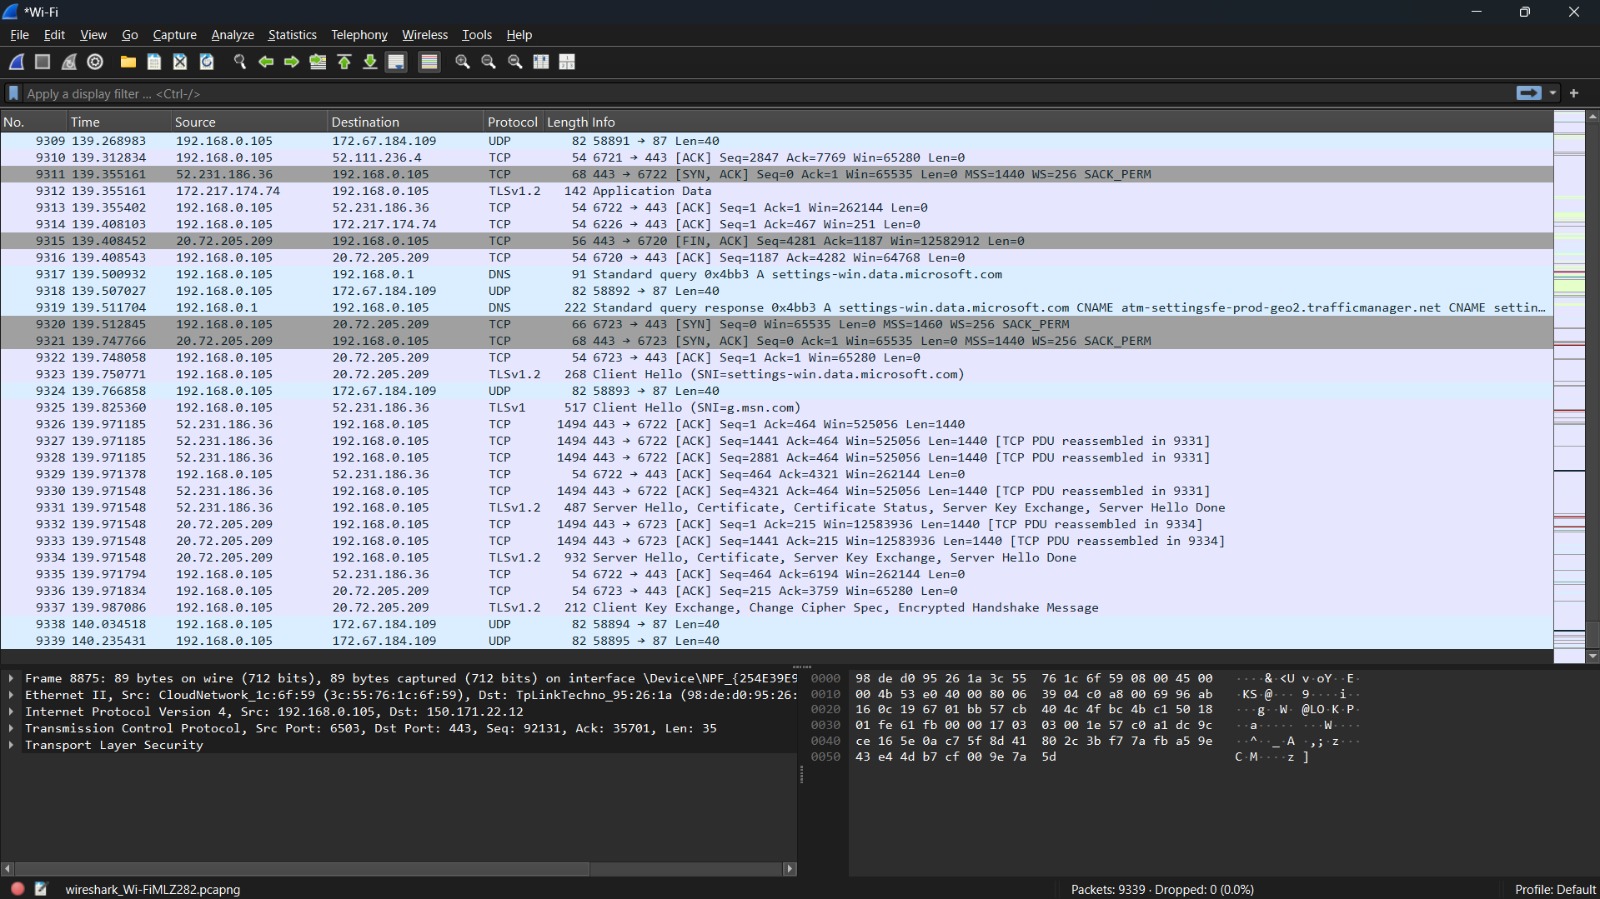 *Wi-Fi
File Edit View Go Capture Analyze Statistics Telephony Wireless Tools Help
Apply a display filter ... <Ctrl-/>
No. Time Source Destination Protocol Length Info
9309 139.268983 192.168.0.105 172.67.184.109 UDP 82 58891 → 87 Len=40
9310 139.312834 192.168.0.105 52.111.236.4 TCP 54 6721 → 443 [ACK] Seq=2847 Ack=7769 Win=65280 Len=0
9311 139.355161 52.231.186.36 192.168.0.105 TCP 68 443 → 6722 [SYN, ACK] Seq=0 Ack=1 Win=65535 Len=0 MSS=1440 WS=256 SACK_PERM
9312 139.355161 172.217.174.74 192.168.0.105 TLSv1.2 142 Application Data
9313 139.355402 192.168.0.105 52.231.186.36 TCP 54 6722 → 443 [ACK] Seq=1 Ack=1 Win=262144 Len=0
9314 139.408103 192.168.0.105 172.217.174.74 TCP 54 6226 → 443 [ACK] Seq=1 Ack=467 Win=251 Len=0
9315 139.408452 20.72.205.209 192.168.0.105 TCP 56 443 → 6720 [FIN, ACK] Seq=4281 Ack=1187 Win=12582912 Len=0
9316 139.408543 192.168.0.105 20.72.205.209 TCP 54 6720 → 443 [ACK] Seq=1187 Ack=4282 Win=64768 Len=0
9317 139.500932 192.168.0.105 192.168.0.1 DNS 91 Standard query 0x4bb3 A settings-win.data.microsoft.com
9318 139.507027 192.168.0.105 172.67.184.109 UDP 82 58892 → 87 Len=40
9319 139.511704 192.168.0.1 192.168.0.105 DNS 222 Standard query response 0x4bb3 A settings-win.data.microsoft.com CNAME atm-settingsfe-prod-geo2.trafficmanager.net CNAME settin…
9320 139.512845 192.168.0.105 20.72.205.209 TCP 66 6723 → 443 [SYN] Seq=0 Win=65535 Len=0 MSS=1460 WS=256 SACK_PERM
9321 139.747766 20.72.205.209 192.168.0.105 TCP 68 443 → 6723 [SYN, ACK] Seq=0 Ack=1 Win=65535 Len=0 MSS=1440 WS=256 SACK_PERM
9322 139.748058 192.168.0.105 20.72.205.209 TCP 54 6723 → 443 [ACK] Seq=1 Ack=1 Win=65280 Len=0
9323 139.750771 192.168.0.105 20.72.205.209 TLSv1.2 268 Client Hello (SNI=settings-win.data.microsoft.com)
9324 139.766858 192.168.0.105 172.67.184.109 UDP 82 58893 → 87 Len=40
9325 139.825360 192.168.0.105 52.231.186.36 TLSv1 517 Client Hello (SNI=g.msn.com)
9326 139.971185 52.231.186.36 192.168.0.105 TCP 1494 443 → 6722 [ACK] Seq=1 Ack=464 Win=525056 Len=1440
9327 139.971185 52.231.186.36 192.168.0.105 TCP 1494 443 → 6722 [ACK] Seq=1441 Ack=464 Win=525056 Len=1440 [TCP PDU reassembled in 9331]
9328 139.971185 52.231.186.36 192.168.0.105 TCP 1494 443 → 6722 [ACK] Seq=2881 Ack=464 Win=525056 Len=1440 [TCP PDU reassembled in 9331]
9329 139.971378 192.168.0.105 52.231.186.36 TCP 54 6722 → 443 [ACK] Seq=464 Ack=4321 Win=262144 Len=0
9330 139.971548 52.231.186.36 192.168.0.105 TCP 1494 443 → 6722 [ACK] Seq=4321 Ack=464 Win=525056 Len=1440 [TCP PDU reassembled in 9331]
9331 139.971548 52.231.186.36 192.168.0.105 TLSv1.2 487 Server Hello, Certificate, Certificate Status, Server Key Exchange, Server Hello Done
9332 139.971548 20.72.205.209 192.168.0.105 TCP 1494 443 → 6723 [ACK] Seq=1 Ack=215 Win=12583936 Len=1440 [TCP PDU reassembled in 9334]
9333 139.971548 20.72.205.209 192.168.0.105 TCP 1494 443 → 6723 [ACK] Seq=1441 Ack=215 Win=12583936 Len=1440 [TCP PDU reassembled in 9334]
9334 139.971548 20.72.205.209 192.168.0.105 TLSv1.2 932 Server Hello, Certificate, Server Key Exchange, Server Hello Done
9335 139.971794 192.168.0.105 52.231.186.36 TCP 54 6722 → 443 [ACK] Seq=464 Ack=6194 Win=262144 Len=0
9336 139.971834 192.168.0.105 20.72.205.209 TCP 54 6723 → 443 [ACK] Seq=215 Ack=3759 Win=65280 Len=0
9337 139.987086 192.168.0.105 20.72.205.209 TLSv1.2 212 Client Key Exchange, Change Cipher Spec, Encrypted Handshake Message
9338 140.034518 192.168.0.105 172.67.184.109 UDP 82 58894 → 87 Len=40
9339 140.235431 192.168.0.105 172.67.184.109 UDP 82 58895 → 87 Len=40
Frame 8875: 89 bytes on wire (712 bits), 89 bytes captured (712 bits) on interface \Device\NPF_{254E39E9
Ethernet II, Src: CloudNetwork_1c:6f:59 (3c:55:76:1c:6f:59), Dst: TpLinkTechno_95:26:1a (98:de:d0:95:26:
Internet Protocol Version 4, Src: 192.168.0.105, Dst: 150.171.22.12
Transmission Control Protocol, Src Port: 6503, Dst Port: 443, Seq: 92131, Ack: 35701, Len: 35
Transport Layer Security
0000 98 de d0 95 26 1a 3c 55 76 1c 6f 59 08 00 45 00 ····&·<U v·oY··E·
0010 00 4b 53 e0 40 00 80 06 39 04 c0 a8 00 69 96 ab ·KS·@··· 9····i··
0020 16 0c 19 67 01 bb 57 cb 40 4c 4f bc 4b c1 50 18 ···g··W· @LO·K·P·
0030 01 fe 61 fb 00 00 17 03 03 00 1e 57 c0 a1 dc 9c ··a····· ···W····
0040 ce 16 5e 0a c7 5f 8d 41 80 2c 3b f7 7a fb a5 9e ··^··_·A ·,;·z···
0050 43 e4 4d b7 cf 00 9e 7a 5d C·M····z ]
wireshark_Wi-FiMLZ282.pcapng
Packets: 9339 · Dropped: 0 (0.0%)
Profile: Default